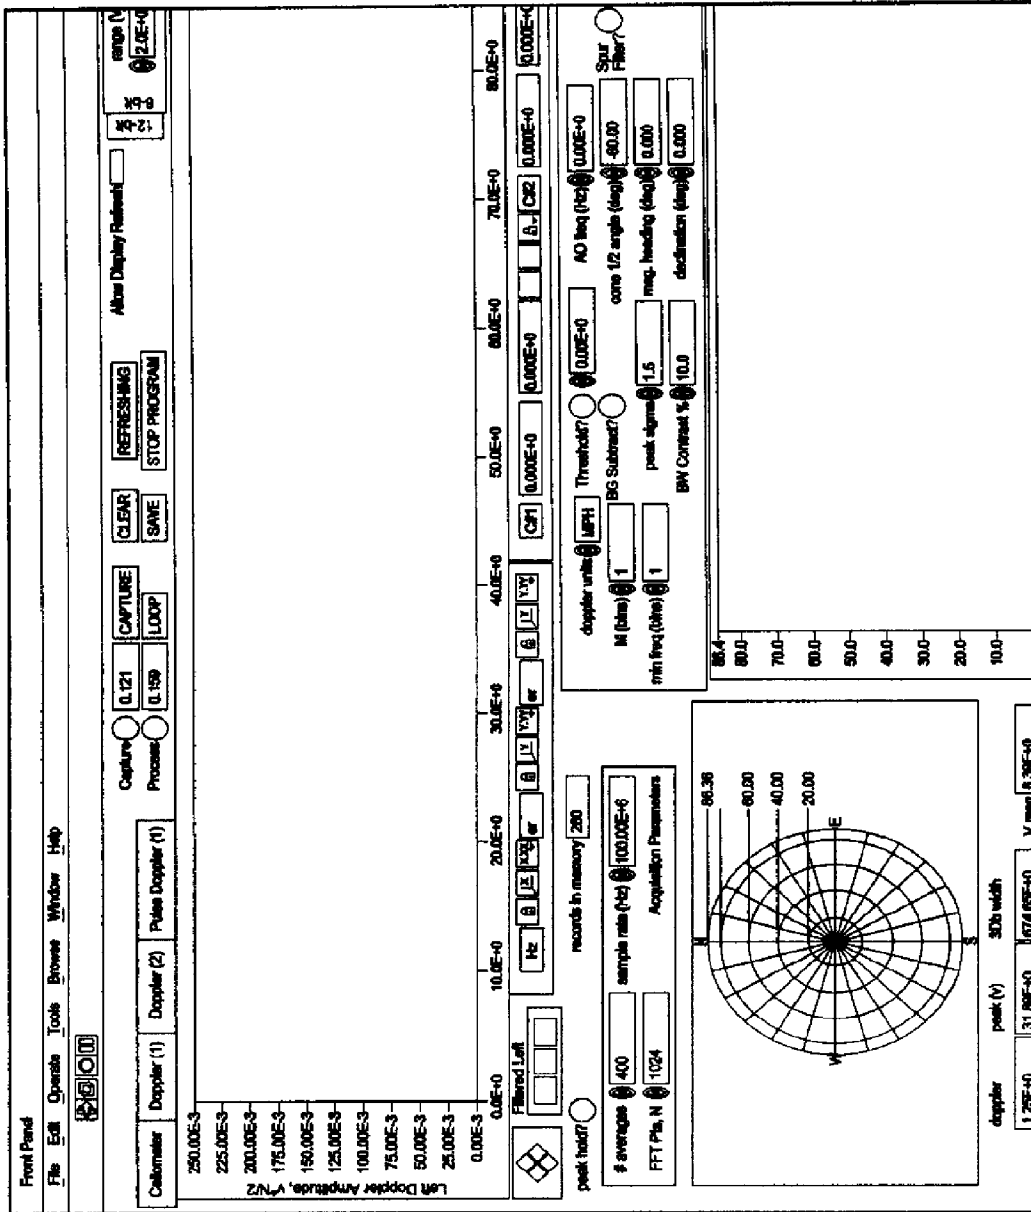 Front Panel
File Edit Operate Tools Browse Window Help
Ceilometer Doppler (1) Doppler (2) Pulse Doppler (1)
Capture 0.121 CAPTURE CLEAR REFRESHING Allow Display Refresh
Process 0.159 LOOP SAVE STOP PROGRAM
12-bit 8-bit
range (V
2.0E+0
Left Doppler Amplitude, v^N/2
250.00E-3
225.00E-3
200.00E-3
175.00E-3
150.00E-3
125.00E-3
100.00E-3
75.00E-3
50.00E-3
25.00E-3
0.00E-3
0.0E+0 10.0E+0 20.0E+0 30.0E+0 40.0E+0 50.0E+0 60.0E+0 70.0E+0 80.0E+0
Filtered Left
Hz er er
C#1 0.000E+0 0.000E+0 C#2 0.000E+0 0.000E+0
peak hold? records in memory 260
# averages 400 sample rate (Hz) 100.00E+6
FFT Pts, N 1024 Acquisition Parameters
doppler units MPH Threshold? 0.00E+0 AO freq (Hz) 0.00E+0 Spur Filter?
M (bins) 1 BG Subtract? cone 1/2 angle (deg) -60.00
min freq (bins) 1 peak sigma 1.5 mag. heading (deg) 0.000
BW Contrast % 10.0 declination (deg) 0.000
N
E
S
W
86.36
60.00
40.00
20.00
86.4
80.0
70.0
60.0
50.0
40.0
30.0
20.0
10.0
doppler peak (V) 3Db width